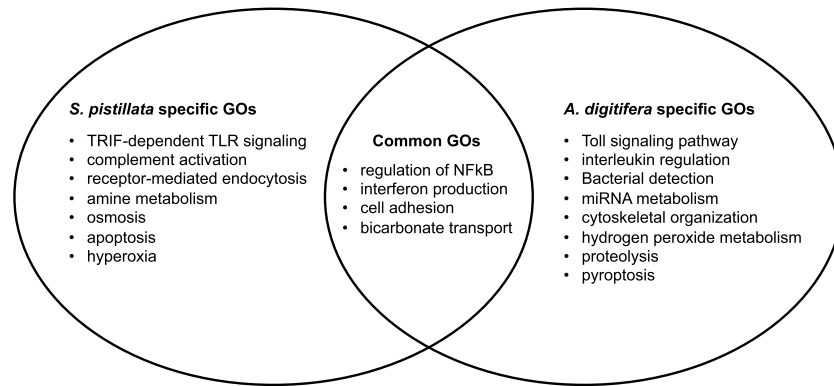 S. pistillata specific GOs
• TRIF-dependent TLR signaling
• complement activation
• receptor-mediated endocytosis
• amine metabolism
• osmosis
• apoptosis
• hyperoxia
Common GOs
• regulation of NFkB
• interferon production
• cell adhesion
• bicarbonate transport
A. digitifera specific GOs
• Toll signaling pathway
• interleukin regulation
• Bacterial detection
• miRNA metabolism
• cytoskeletal organization
• hydrogen peroxide metabolism
• proteolysis
• pyroptosis